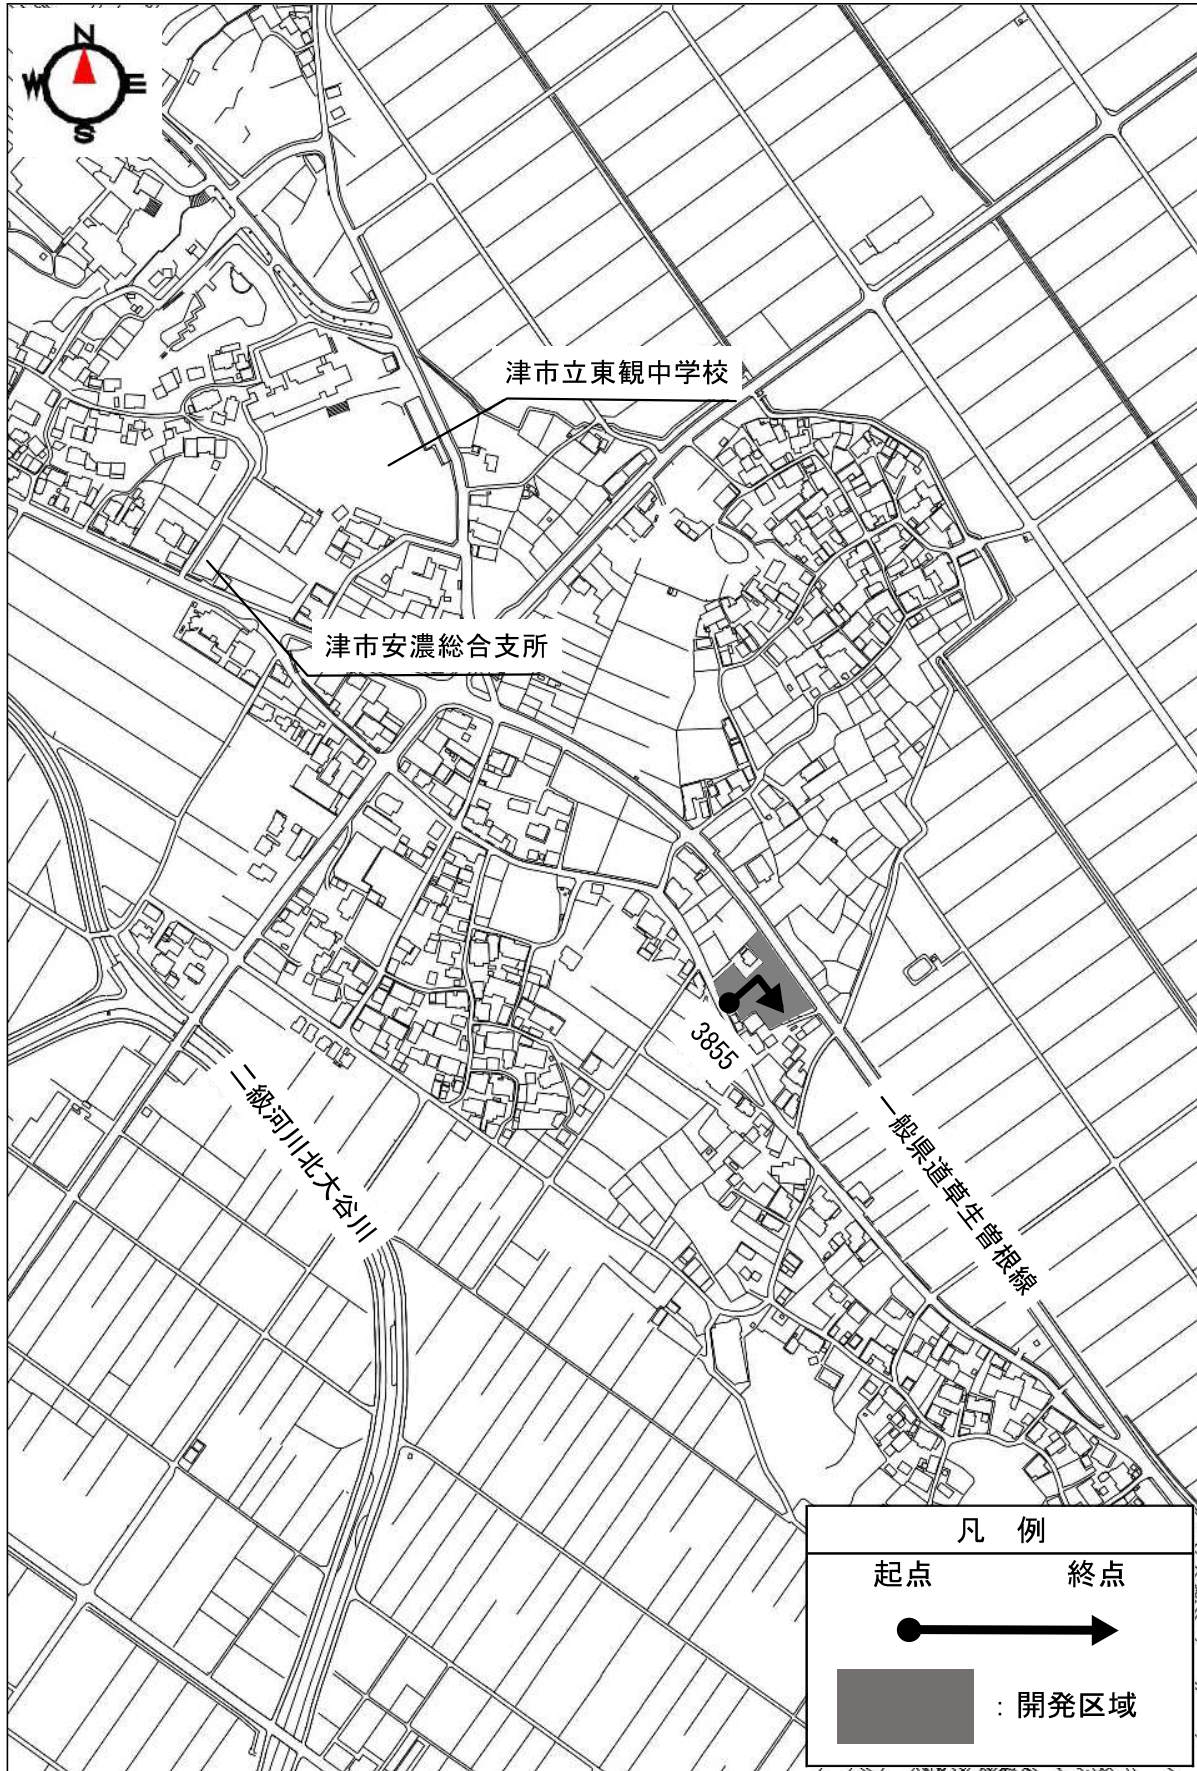 N
W E
S
津市立東観中学校
津市安濃総合支所
3855
二級河川北大谷川
一般県道草生曽根線
凡 例
起点 終点
：開発区域